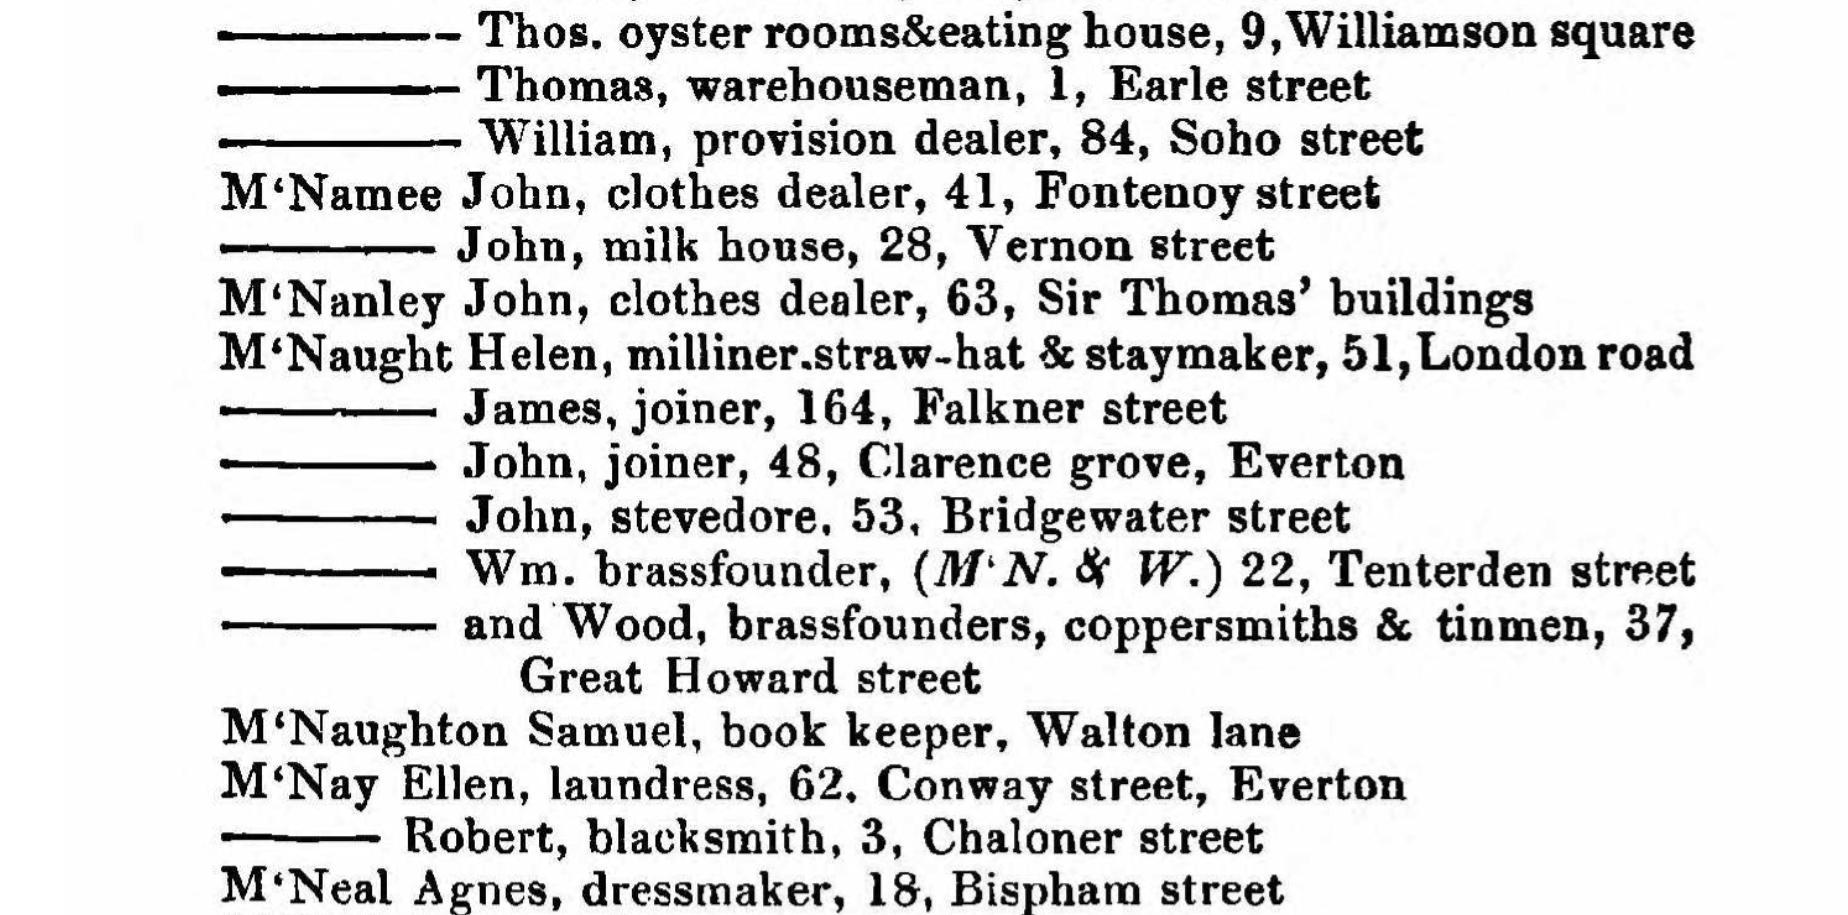 ——— Thos. oyster rooms&eating house, 9, Williamson square
——— Thomas, warehouseman, 1, Earle street
——— William, provision dealer, 84, Soho street
M‘Namee John, clothes dealer, 41, Fontenoy street
——— John, milk house, 28, Vernon street
M‘Nanley John, clothes dealer, 63, Sir Thomas’ buildings
M‘Naught Helen, milliner.straw-hat & staymaker, 51, London road
——— James, joiner, 164, Falkner street
——— John, joiner, 48, Clarence grove, Everton
——— John, stevedore, 53, Bridgewater street
——— Wm. brassfounder, (M‘N. & W.) 22, Tenterden street
——— and Wood, brassfounders, coppersmiths & tinmen, 37,
Great Howard street
M‘Naughton Samuel, book keeper, Walton lane
M‘Nay Ellen, laundress, 62. Conway street, Everton
——— Robert, blacksmith, 3, Chaloner street
M‘Neal Agnes, dressmaker, 18, Bispham street